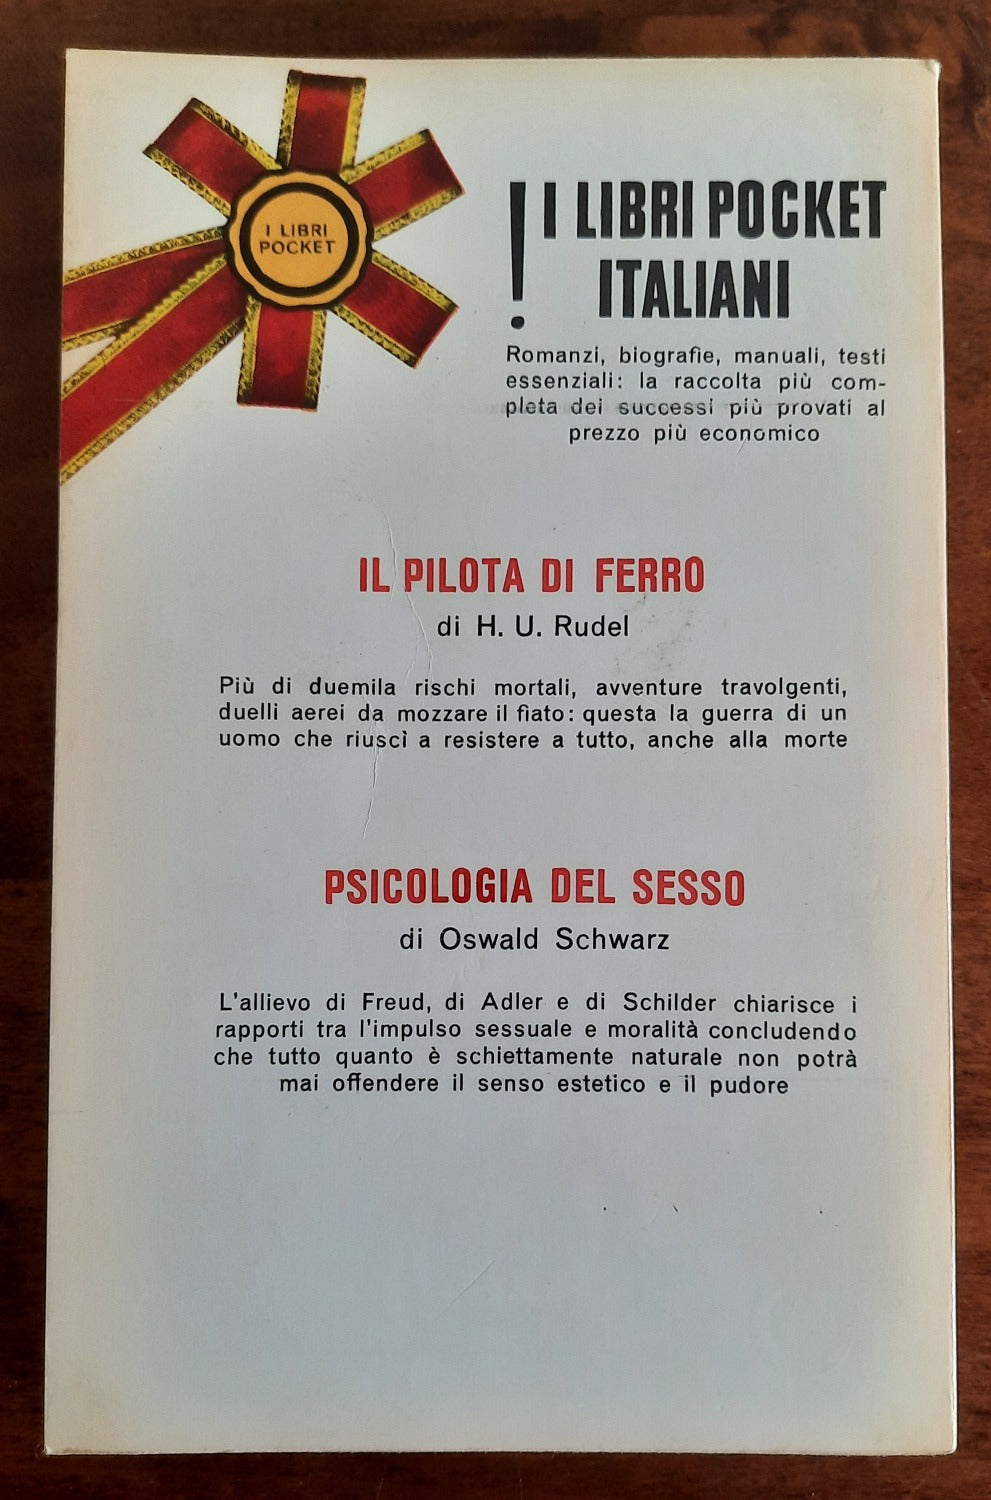 I LIBRI
POCKET
! I LIBRI POCKET
ITALIANI
Romanzi, biografie, manuali, testi
essenziali: la raccolta più com-
pleta dei successi più provati al
prezzo più economico
IL PILOTA DI FERRO
di H. U. Rudel
Più di duemila rischi mortali, avventure travolgenti,
duelli aerei da mozzare il fiato: questa la guerra di un
uomo che riuscì a resistere a tutto, anche alla morte
PSICOLOGIA DEL SESSO
di Oswald Schwarz
L'allievo di Freud, di Adler e di Schilder chiarisce i
rapporti tra l'impulso sessuale e moralità concludendo
che tutto quanto è schiettamente naturale non potrà
mai offendere il senso estetico e il pudore